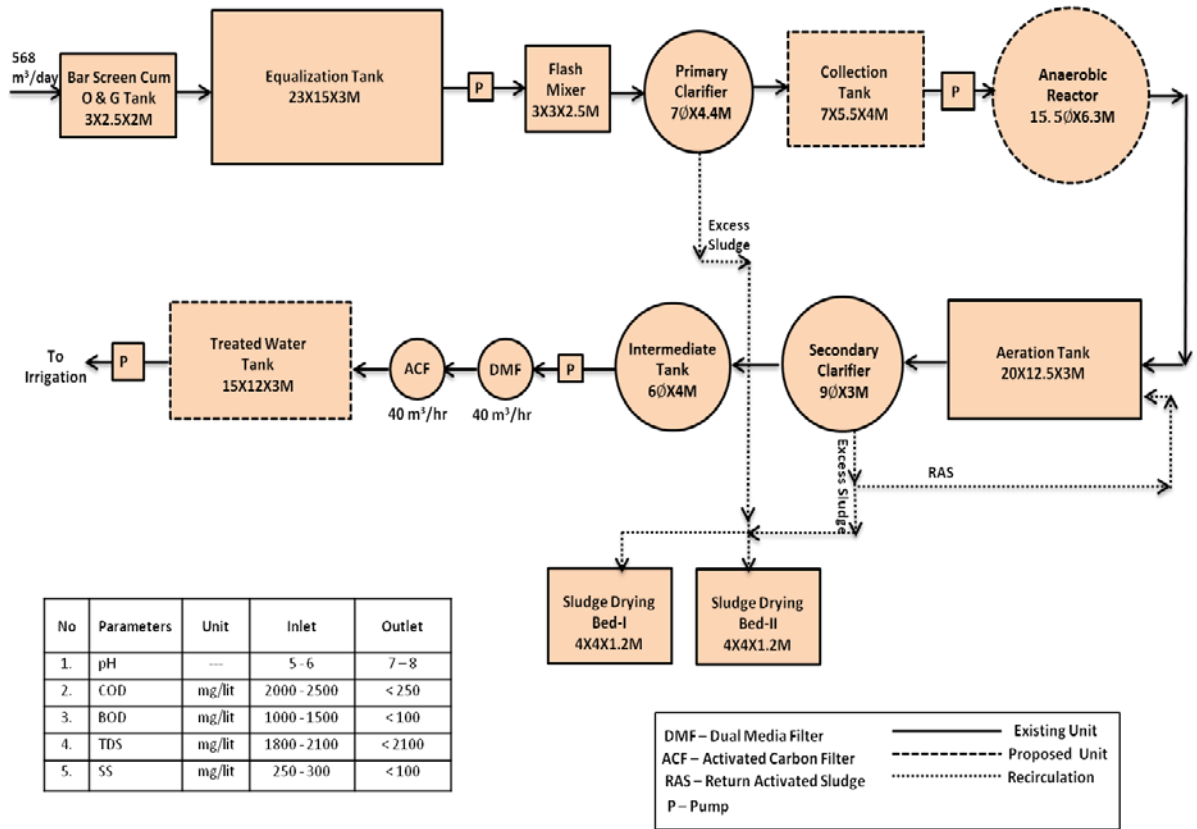 568
m³/day
Bar Screen Cum
O & G Tank
3X2.5X2M
Equalization Tank
23X15X3M
P
Flash
Mixer
3X3X2.5M
Primary
Clarifier
7ØX4.4M
Collection
Tank
7X5.5X4M
P
Anaerobic
Reactor
15.5ØX6.3M
Excess
Sludge
To
Irrigation
P
Treated Water
Tank
15X12X3M
ACF
40 m³/hr
DMF
40 m³/hr
P
Intermediate
Tank
6ØX4M
Secondary
Clarifier
9ØX3M
Aeration Tank
20X12.5X3M
Excess Sludge
RAS
Sludge Drying
Bed-I
4X4X1.2M
Sludge Drying
Bed-II
4X4X1.2M
No Parameters Unit Inlet Outlet
1. pH --- 5-6 7–8
2. COD mg/lit 2000-2500 <250
3. BOD mg/lit 1000-1500 <100
4. TDS mg/lit 1800-2100 <2100
5. SS mg/lit 250-300 <100
DMF – Dual Media Filter
ACF – Activated Carbon Filter
RAS – Return Activated Sludge
P – Pump
Existing Unit
Proposed Unit
Recirculation